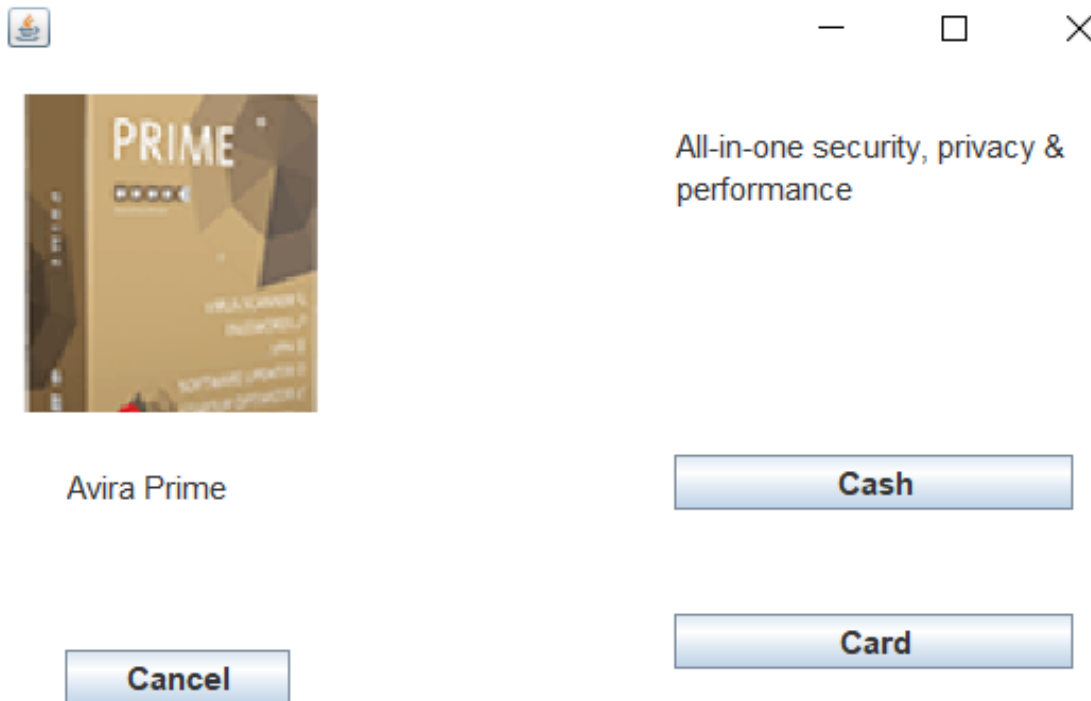 PRIME
All-in-one security, privacy &
performance
Avira Prime
Cash
Card
Cancel